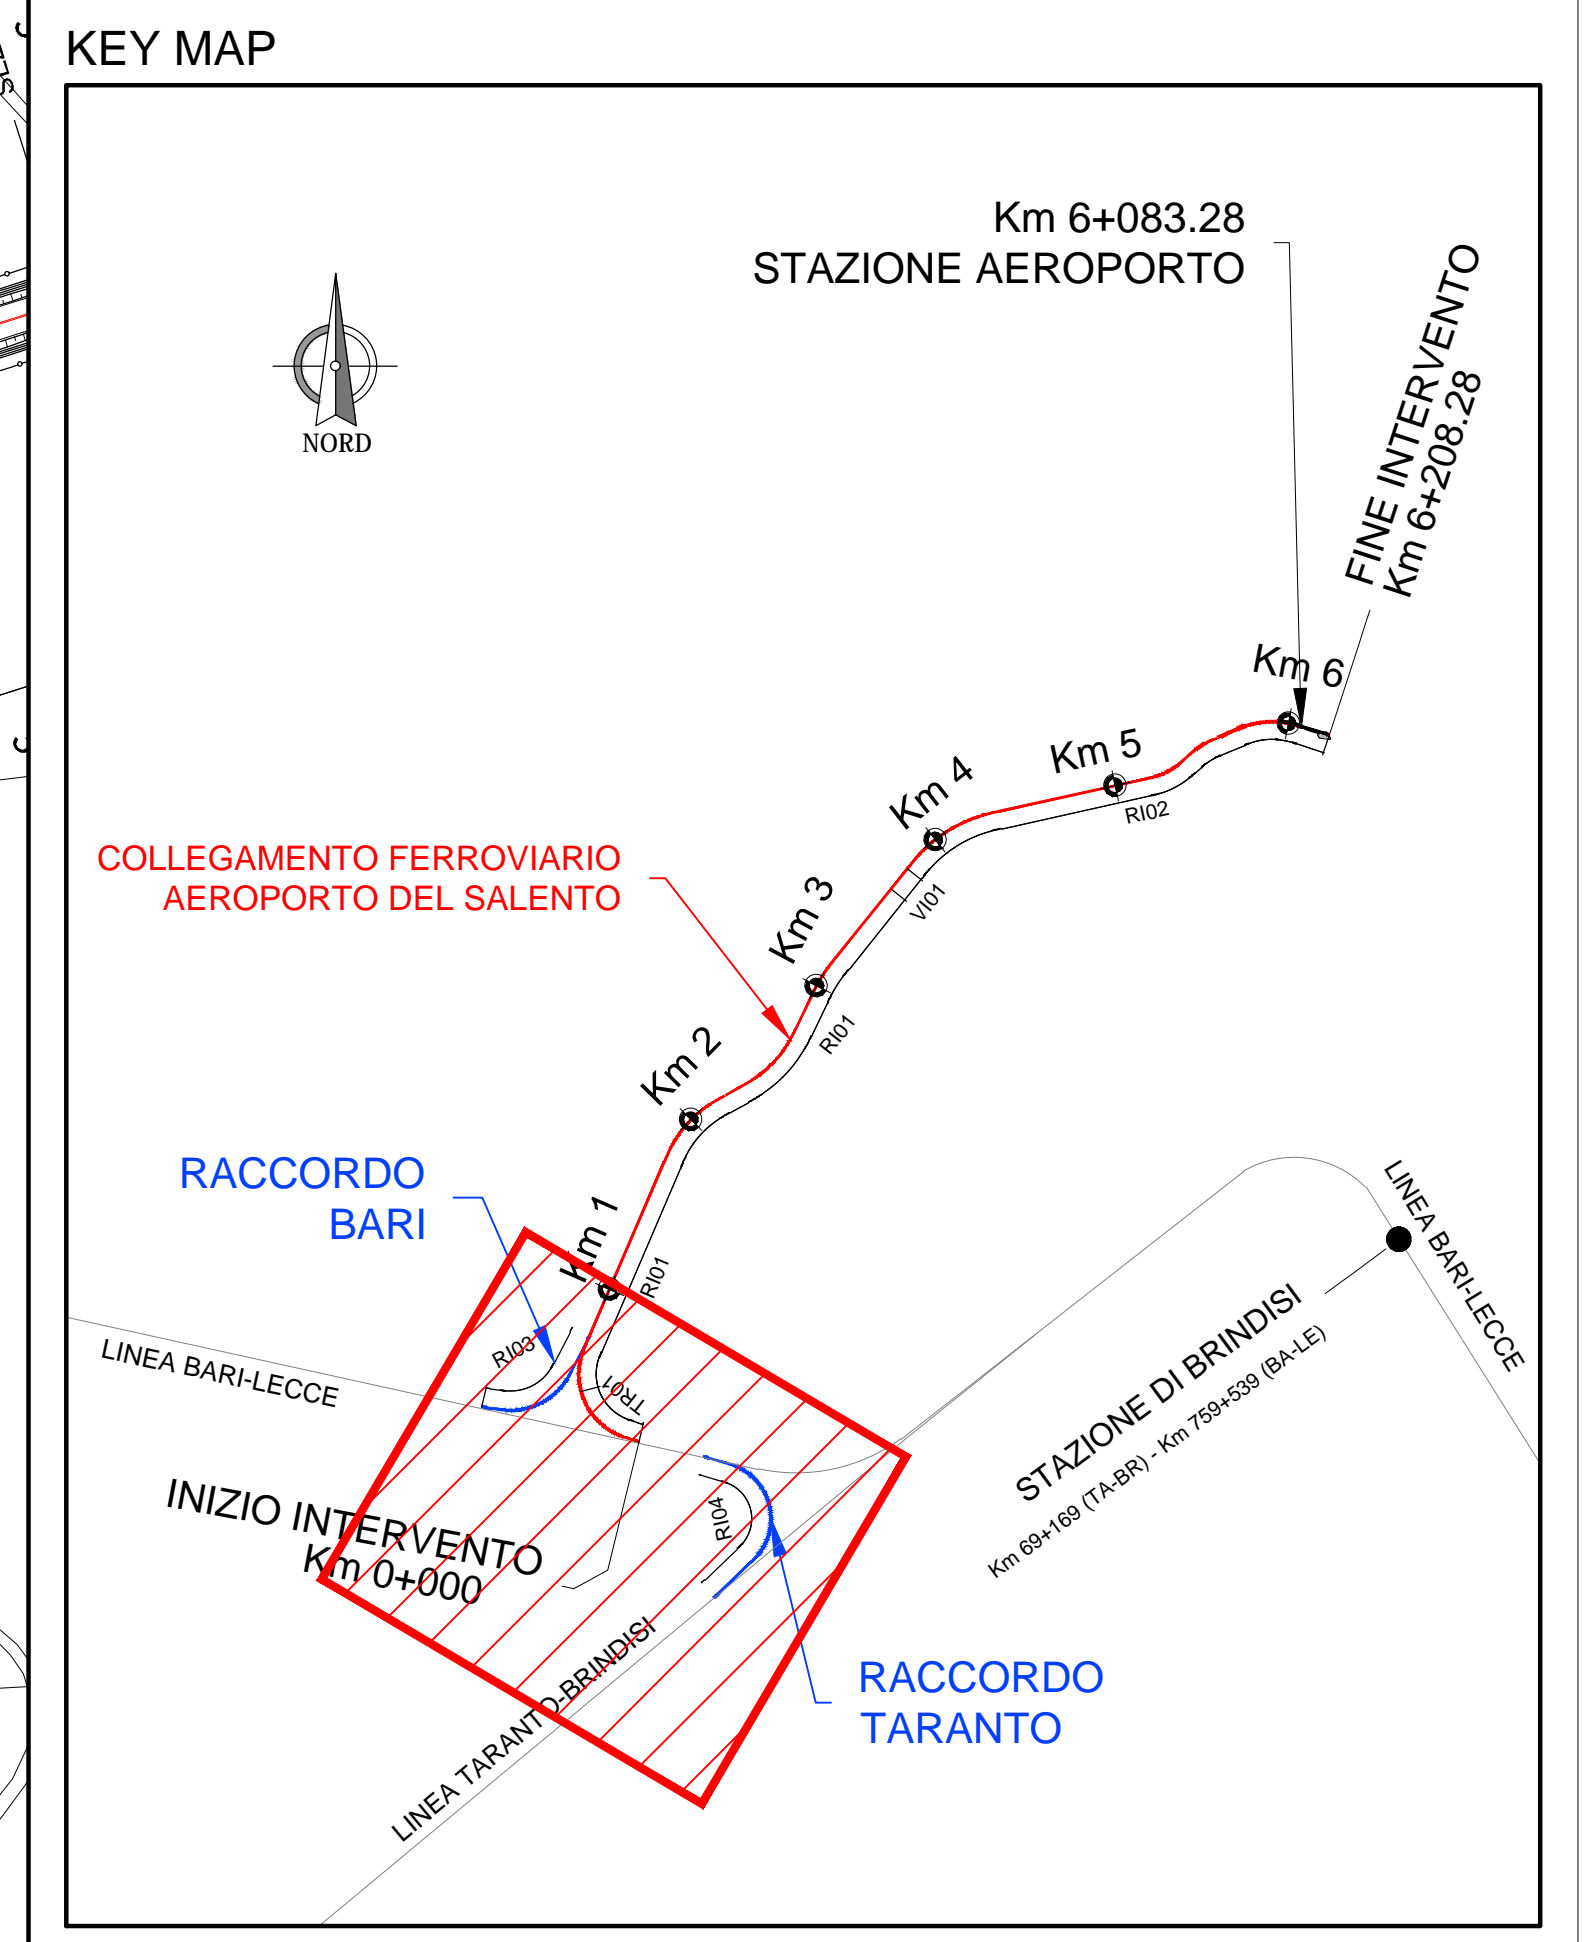 KEY MAP
Km 6+083.28
STAZIONE AEROPORTO
NORD
FINE INTERVENTO
Km 6+208.28
Km 6
Km 5
RI02
Km 4
VI01
COLLEGAMENTO FERROVIARIO
AEROPORTO DEL SALENTO
Km 3
RI01
Km 2
RACCORDO
BARI
Km 1
RI01
LINEA BARI-LECCE
RI03
TR01
LINEA BARI-LECCE
STAZIONE DI BRINDISI
Km 69+169 (TA-BR) - Km 759+539 (BA-LE)
INIZIO INTERVENTO
Km 0+000
RI04
LINEA TARANTO-BRINDISI
RACCORDO
TARANTO